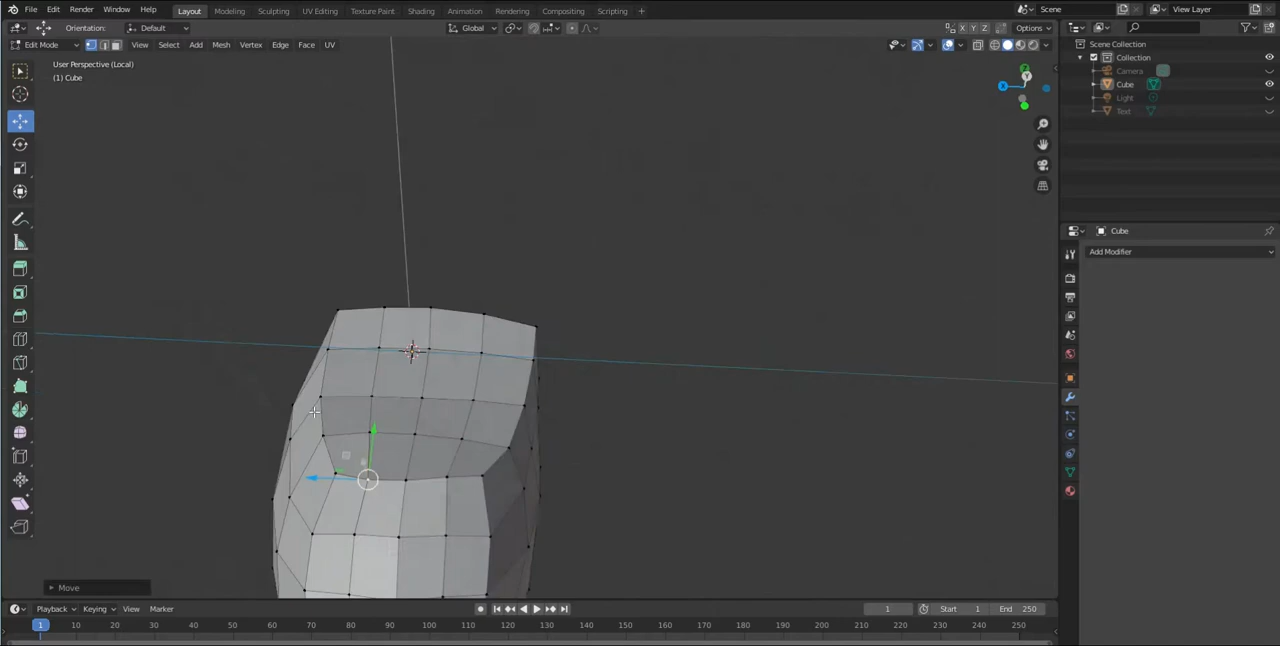 File Edit Render Window Help Layout Modeling Sculpting UV Editing Texture Paint Shading Animation Rendering Compositing Scripting Scene View Layer
Orientation: Default Global X Y Z Options
Edit Mode View Select Add Mesh Vertex Edge Face UV
User Perspective (Local)
(1) Cube
Z
Y
X
Scene Collection
Collection
Camera
Cube
Light
Text
Cube
Add Modifier
Move
Playback Keying View Marker 1 Start 1 End 250
1 10 20 30 40 50 60 70 80 90 100 110 120 130 140 150 160 170 180 190 200 210 220 230 240 250